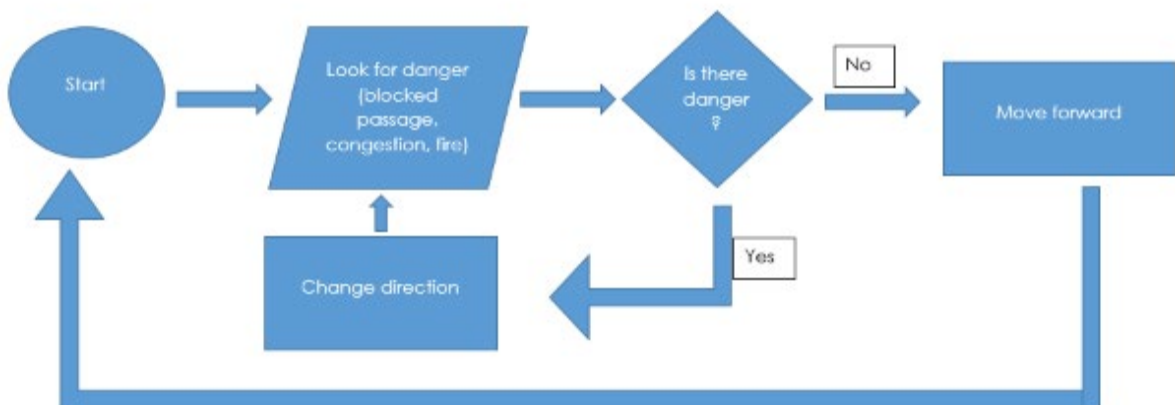 Start
Look for danger
(blocked
passage,
congestion, fire)
Is there
danger
?
No
Move forward
Yes
Change direction